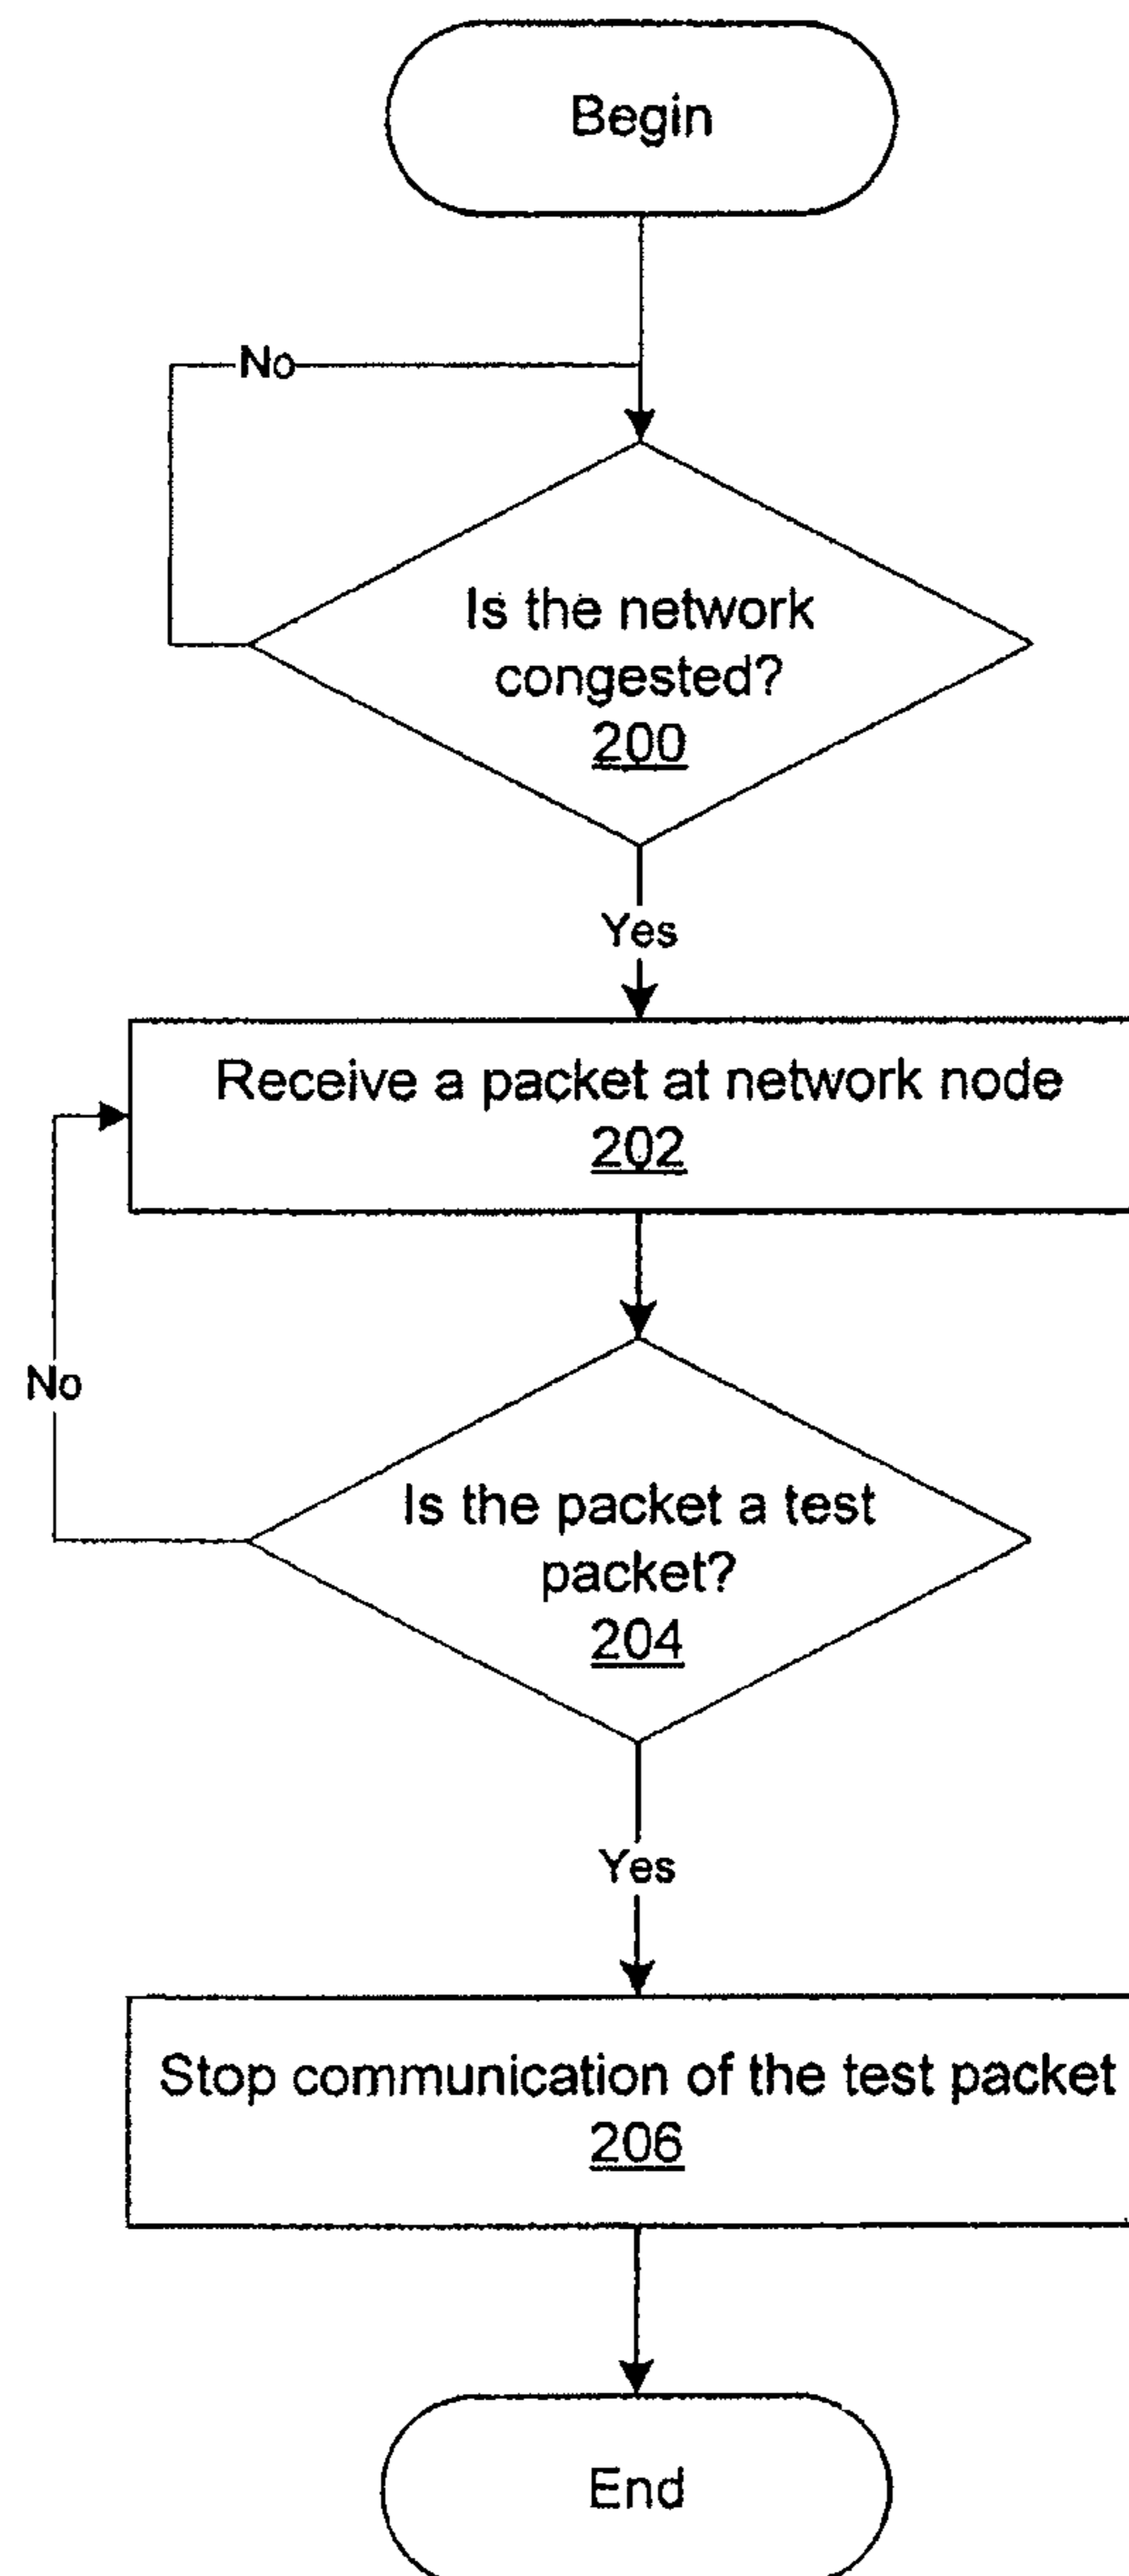 Begin
No
Is the network
congested?
200
Yes
Receive a packet at network node
202
No
Is the packet a test
packet?
204
Yes
Stop communication of the test packet
206
End